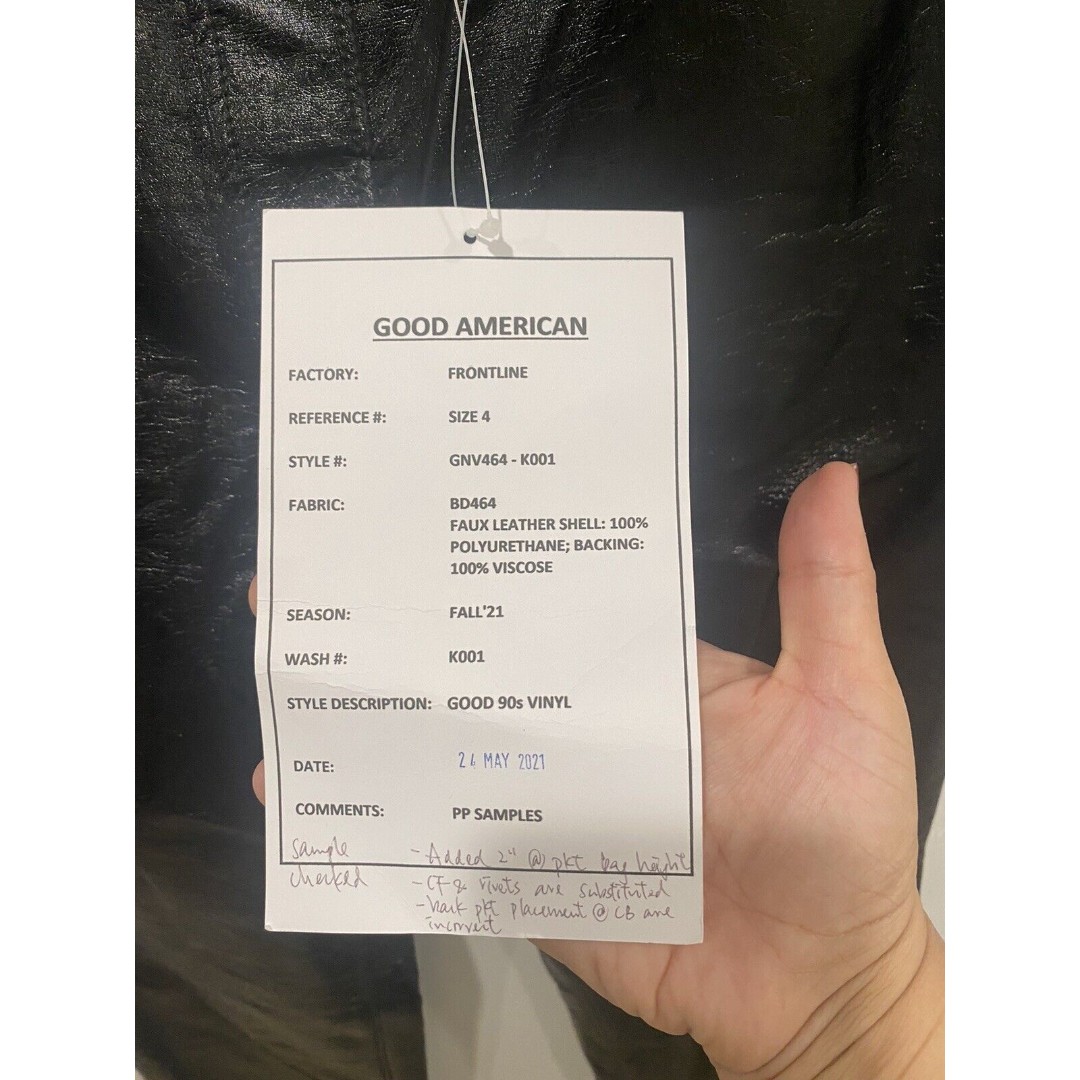 GOOD AMERICAN
FACTORY: FRONTLINE
REFERENCE #: SIZE 4
STYLE #: GNV464 - K001
FABRIC: BD464
FAUX LEATHER SHELL: 100%
POLYURETHANE; BACKING:
100% VISCOSE
SEASON: FALL'21
WASH #: K001
STYLE DESCRIPTION: GOOD 90s VINYL
DATE: 24 MAY 2021
COMMENTS: PP SAMPLES
sample - Added 2" @ pkt bag height
checked - CF & rivets are substituted
- back pkt placement @ CB are
incorrect